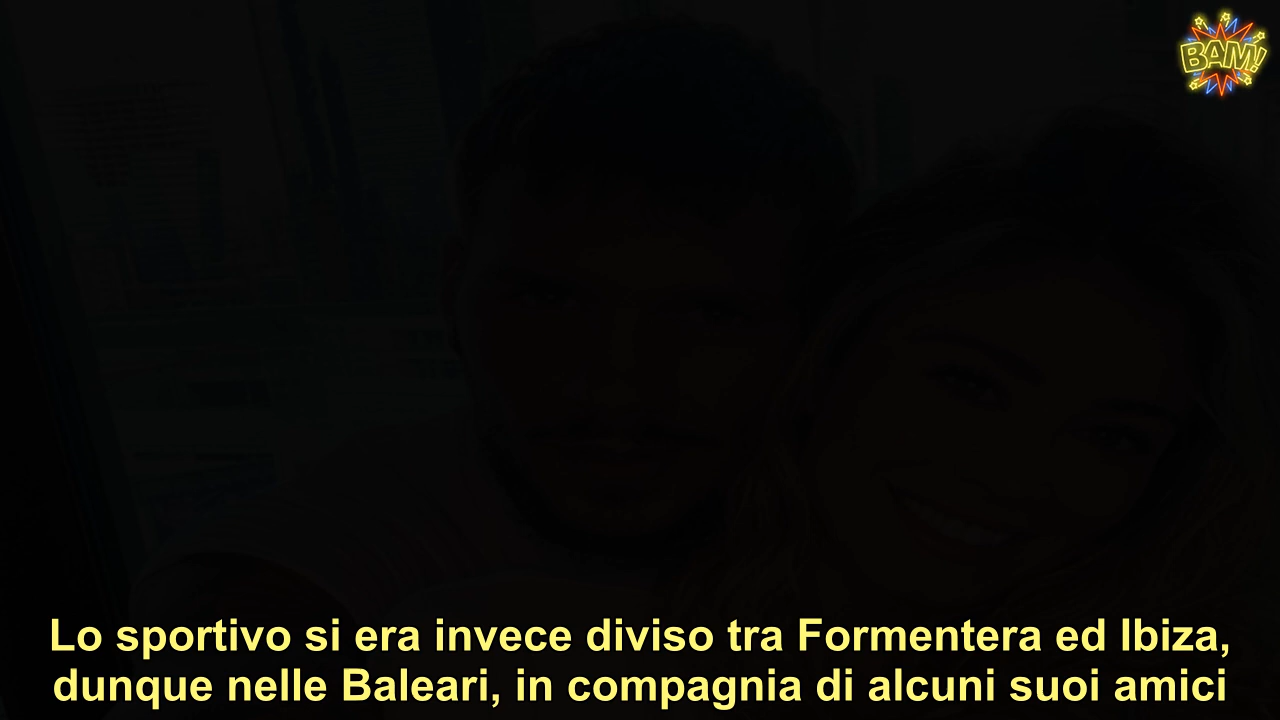 BAM!
Lo sportivo si era invece diviso tra Formentera ed Ibiza,
dunque nelle Baleari, in compagnia di alcuni suoi amici